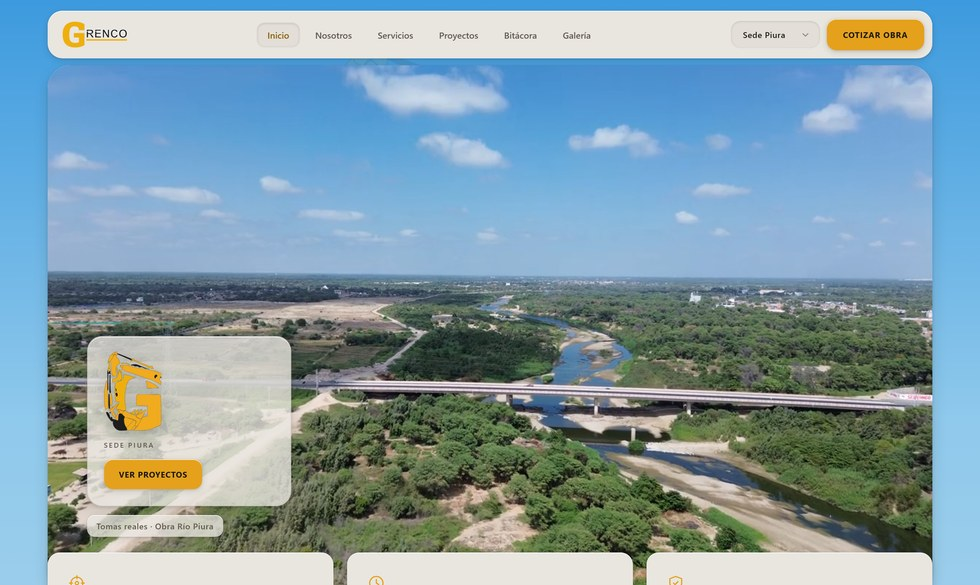 GRENCO
Inicio
Nosotros
Servicios
Proyectos
Bitácora
Galería
Sede Piura
COTIZAR OBRA
G
SEDE PIURA
VER PROYECTOS
Tomas reales · Obra Río Piura